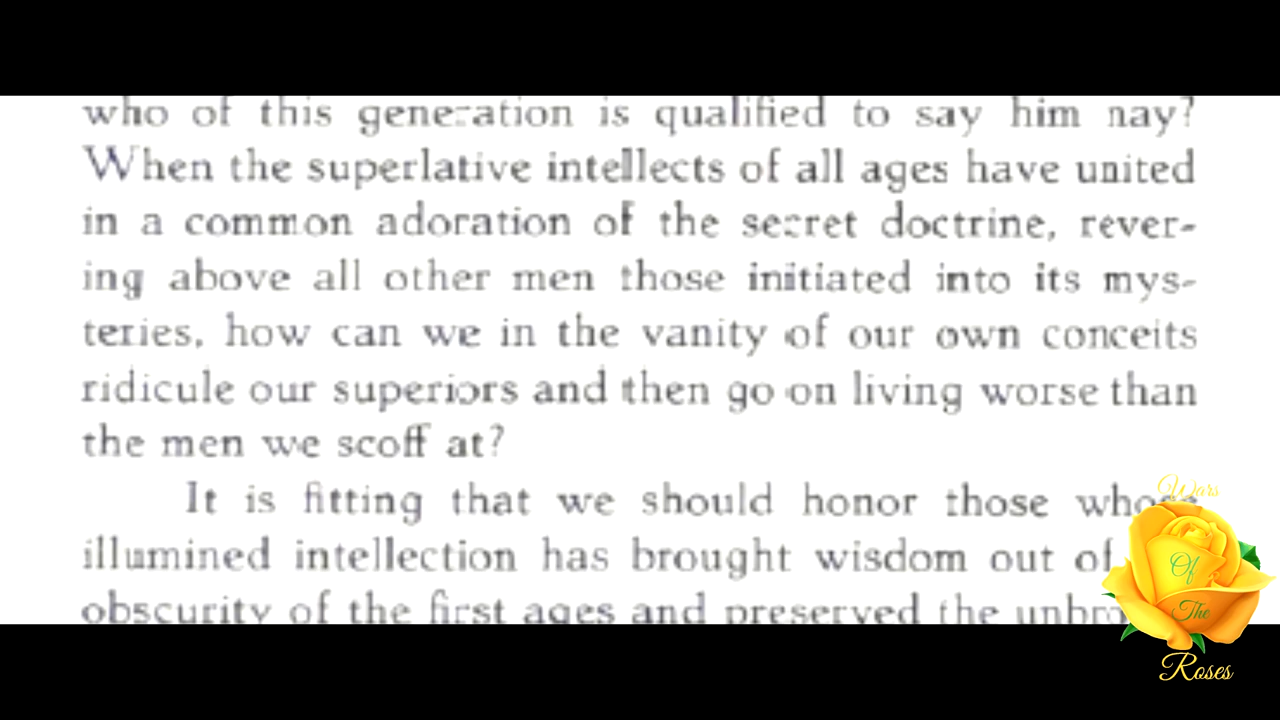 who of this generation is qualified to say him nay?
When the superlative intellects of all ages have united
in a common adoration of the secret doctrine, rever-
ing above all other men those initiated into its mys-
teries, how can we in the vanity of our own conceits
ridicule our superiors and then go on living worse than
the men we scoff at?
It is fitting that we should honor those whose
illumined intellection has brought wisdom out of
obscurity of the first ages and preserved the
Wars
Of
The
Roses